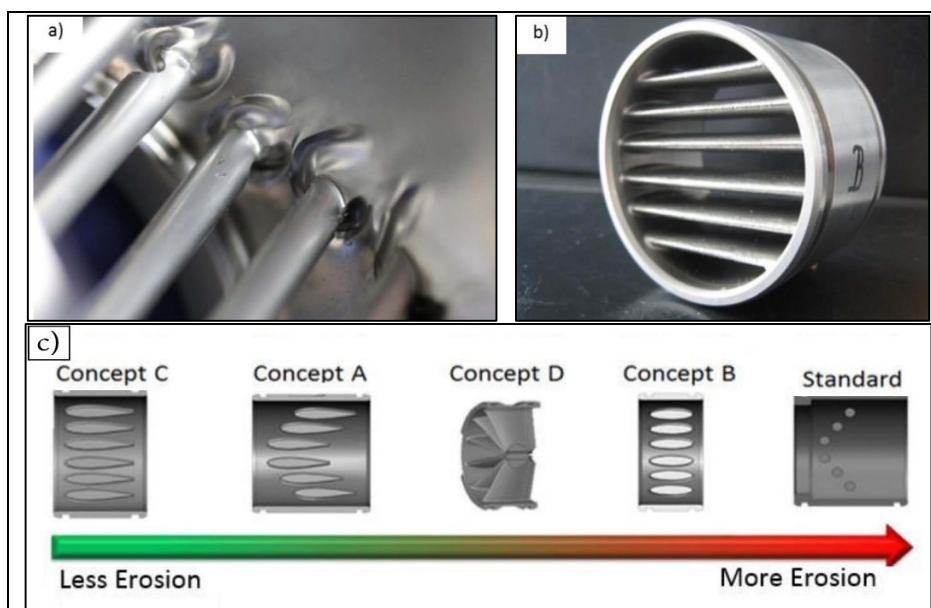 a)
b)
B
c)
Concept C
Concept A
Concept D
Concept B
Standard
Less Erosion
More Erosion